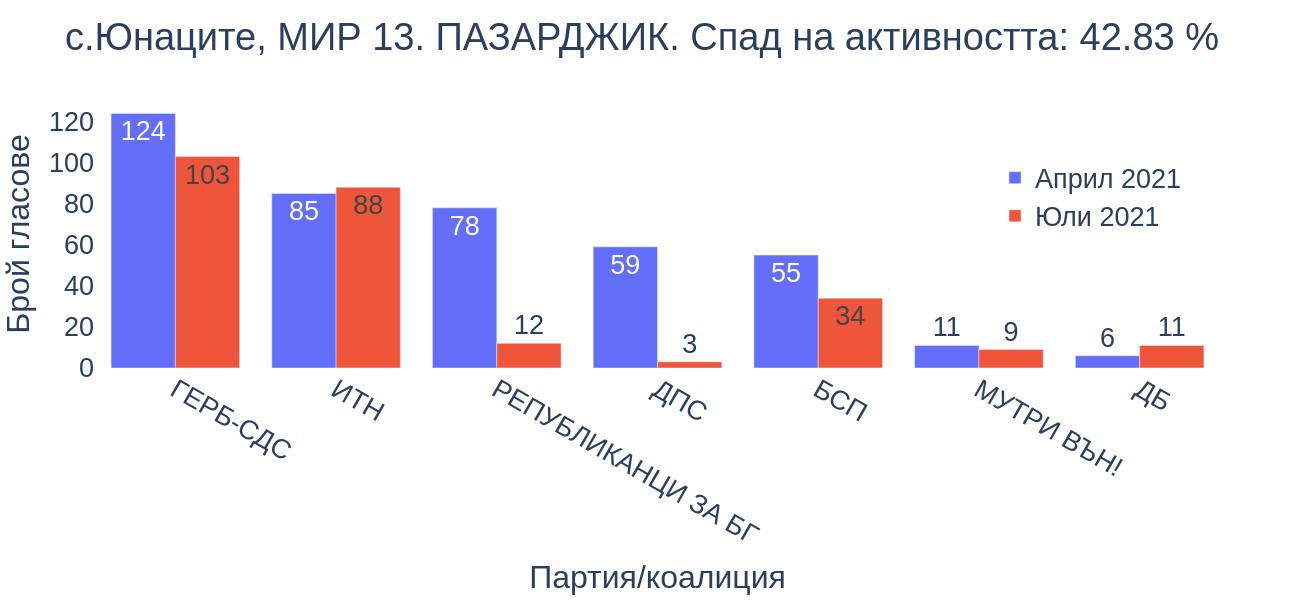 с.Юнаците, МИР 13. ПАЗАРДЖИК. Спад на активността: 42.83 %
Брой гласове
120
100
80
60
40
20
0
124
103
85
88
78
12
59
3
55
34
11
9
6
11
Април 2021
Юли 2021
ГЕРБ-СДС
ИТН
РЕПУБЛИКАНЦИ ЗА БГ
ДПС
БСП
МУТРИ ВЪН!
ДБ
Партия/коалиция